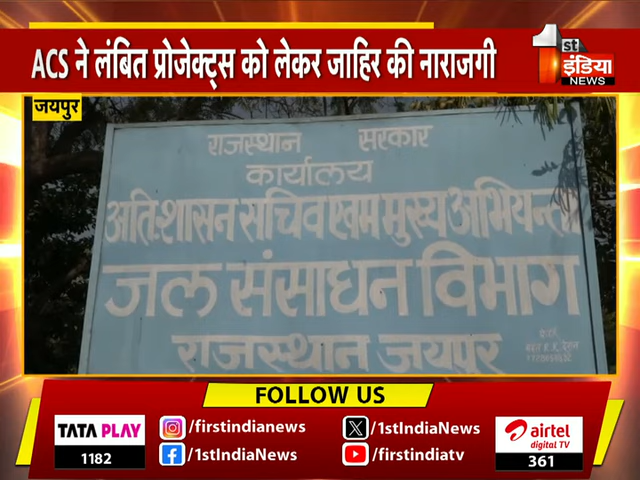 ACS ने लंबित प्रोजेक्ट्स को लेकर जाहिर की नाराजगी
1st
इंडिया
NEWS
जयपुर
राजस्थान सरकार
कार्यालय
अति.शासन सचिव एवम मुख्य अभियन्ता
जल संसाधन विभाग
राजस्थान जयपुर
FOLLOW US
TATA PLAY
1182
/firstindianews
/1stIndiaNews
/1stIndiaNews
/firstindiatv
airtel
digital TV
361